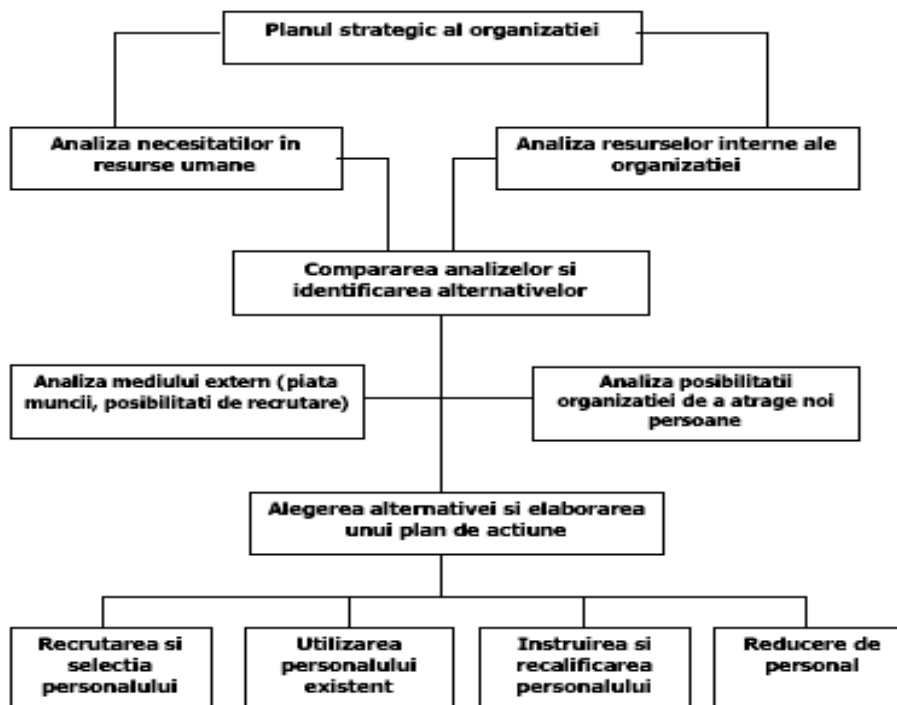 Planul strategic al organizatiei
Analiza necesitatilor în
resurse umane
Analiza resurselor interne ale
organizatiei
Compararea analizelor si
identificarea alternativelor
Analiza mediului extern (piata
muncii, posibilitati de recrutare)
Analiza posibilitatii
organizatiei de a atrage noi
persoane
Alegerea alternativei si elaborarea
unui plan de actiune
Recrutarea si
selectia
personalului
Utilizarea
personalului
existent
Instruirea si
recalificarea
personalului
Reducere de
personal